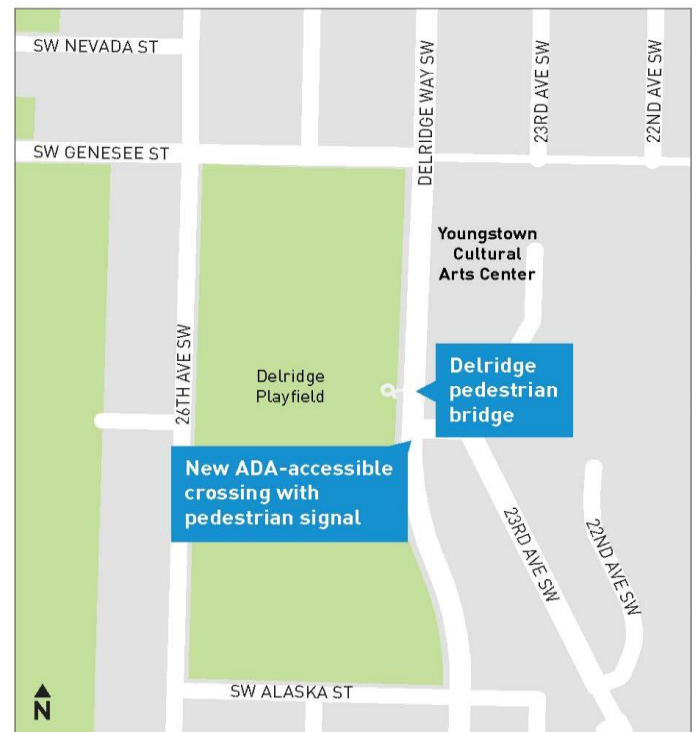 SW NEVADA ST
SW GENESEE ST
DELRIDGE WAY SW
23RD AVE SW
22ND AVE SW
Youngstown
Cultural
Arts Center
26TH AVE SW
Delridge
Playfield
Delridge
pedestrian
bridge
New ADA-accessible
crossing with
pedestrian signal
23RD AVE SW
22ND AVE SW
SW ALASKA ST
N